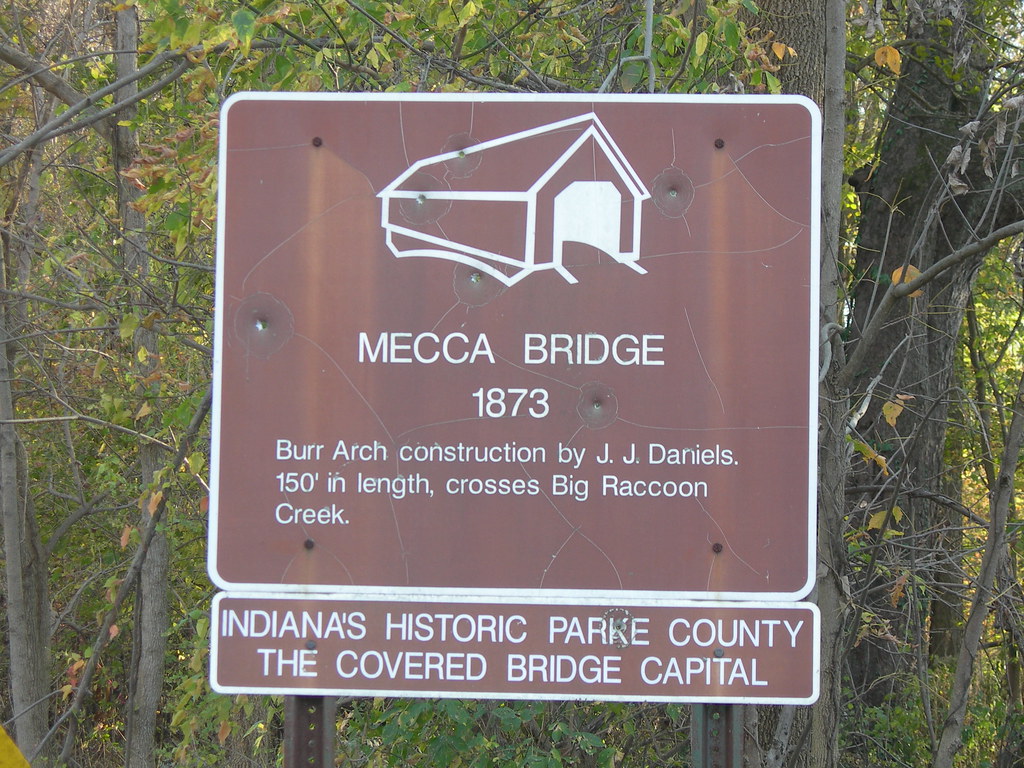 MECCA BRIDGE
1873
Burr Arch construction by J. J. Daniels.
150' in length, crosses Big Raccoon
Creek.
INDIANA'S HISTORIC PARKE COUNTY
THE COVERED BRIDGE CAPITAL